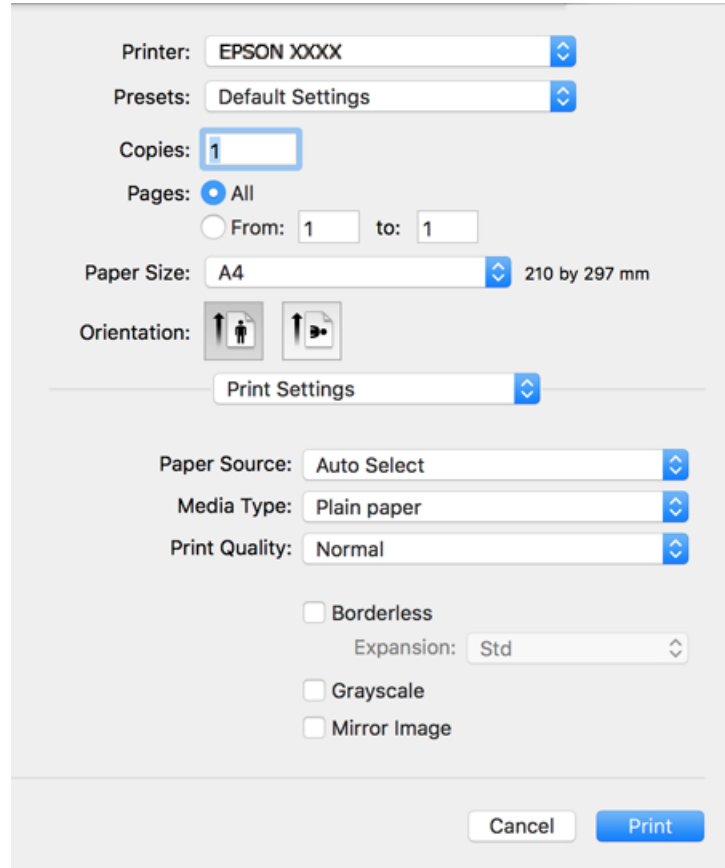 Printer: EPSON XXXX
Presets: Default Settings
Copies: 1
Pages: All
From: 1 to: 1
Paper Size: A4 210 by 297 mm
Orientation:
Print Settings
Paper Source: Auto Select
Media Type: Plain paper
Print Quality: Normal
Borderless
Expansion: Std
Grayscale
Mirror Image
Cancel Print